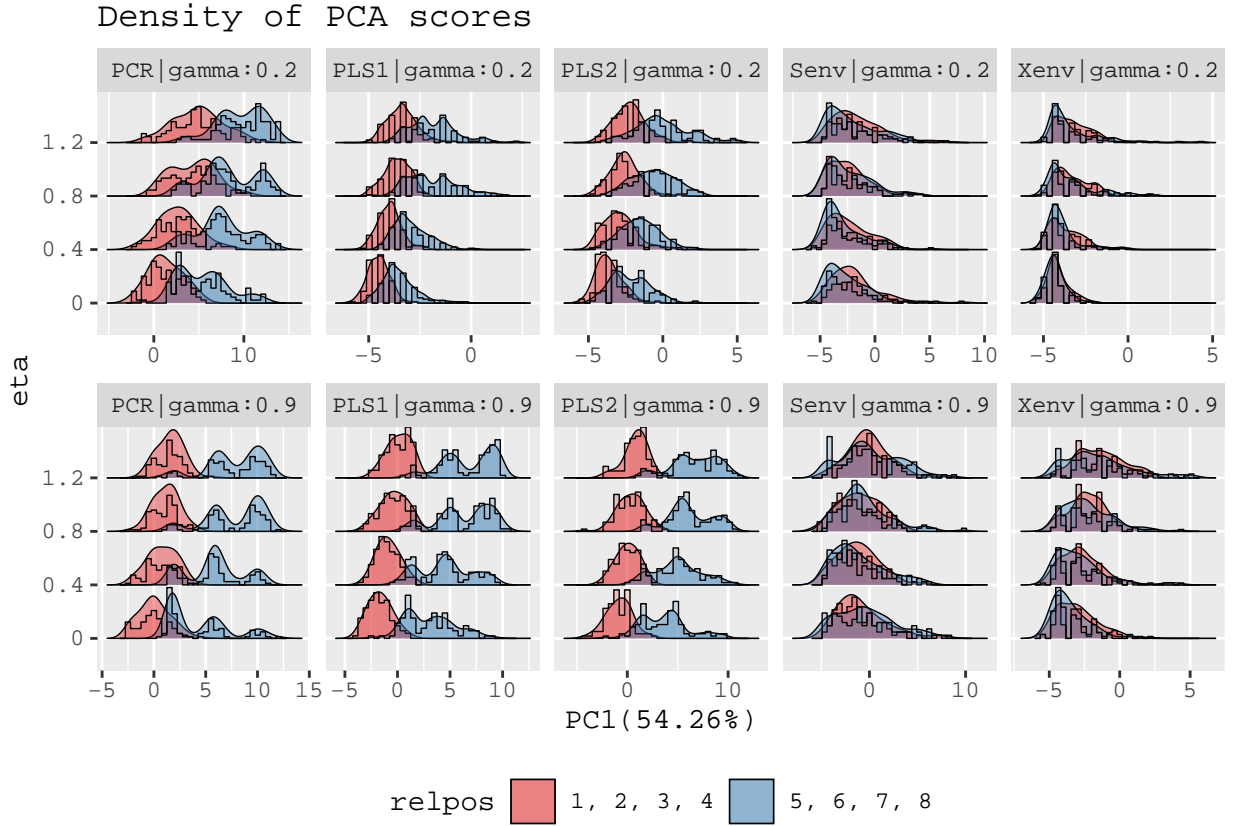 Density of PCA scores
PCR|gamma:0.2 PLS1|gamma:0.2 PLS2|gamma:0.2 Senv|gamma:0.2 Xenv|gamma:0.2
1.2
0.8
0.4
0
0 10 -5 0 -5 0 5 -5 0 5 10 -5 0 5
eta
PCR|gamma:0.9 PLS1|gamma:0.9 PLS2|gamma:0.9 Senv|gamma:0.9 Xenv|gamma:0.9
1.2
0.8
0.4
0
-5 0 5 10 15 -5 0 5 10 0 10 0 10 -5 0 5
PC1(54.26%)
relpos 1, 2, 3, 4 5, 6, 7, 8